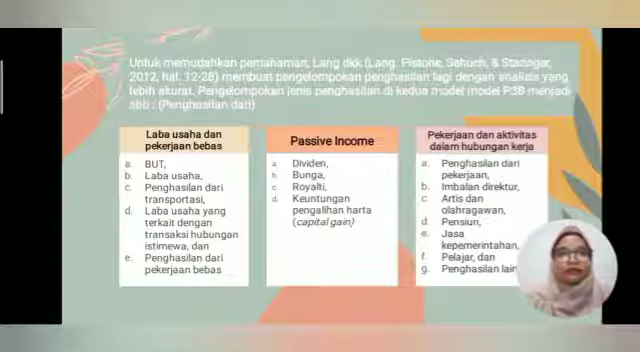 Untuk memudahkan pemahaman, Lang dkk (Lang, Pistone, Schuch, & Staringer,
2012, hal. 12-28) membuat pengelompokan penghasilan lagi dengan analisis yang
lebih akurat. Pengelompokan jenis penghasilan di kedua model model P3B menjadi
sbb : (Penghasilan dari)
Laba usaha dan
pekerjaan bebas
a. BUT,
b. Laba usaha,
c. Penghasilan dari
transportasi,
d. Laba usaha yang
terkait dengan
transaksi hubungan
istimewa, dan
e. Penghasilan dari
pekerjaan bebas
Passive Income
a. Dividen,
b. Bunga,
c. Royalti,
d. Keuntungan
pengalihan harta
(capital gain)
Pekerjaan dan aktivitas
dalam hubungan kerja
a. Penghasilan dari
pekerjaan,
b. Imbalan direktur,
c. Artis dan
olahragawan,
d. Pensiun,
e. Jasa
kepemerintahan,
f. Pelajar, dan
g. Penghasilan lain